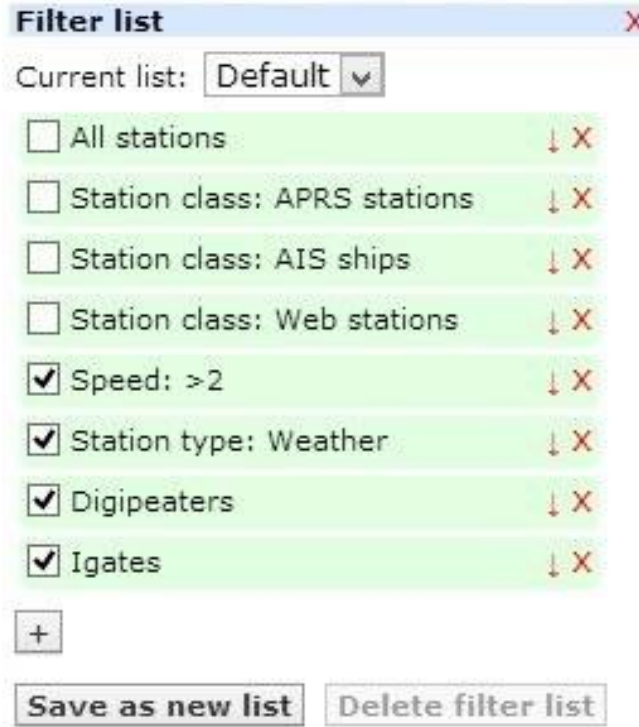 Filter list X
Current list: Default
All stations ↓ X
Station class: APRS stations ↓ X
Station class: AIS ships ↓ X
Station class: Web stations ↓ X
Speed: >2 ↓ X
Station type: Weather ↓ X
Digipeaters ↓ X
Igates ↓ X
+
Save as new list Delete filter list